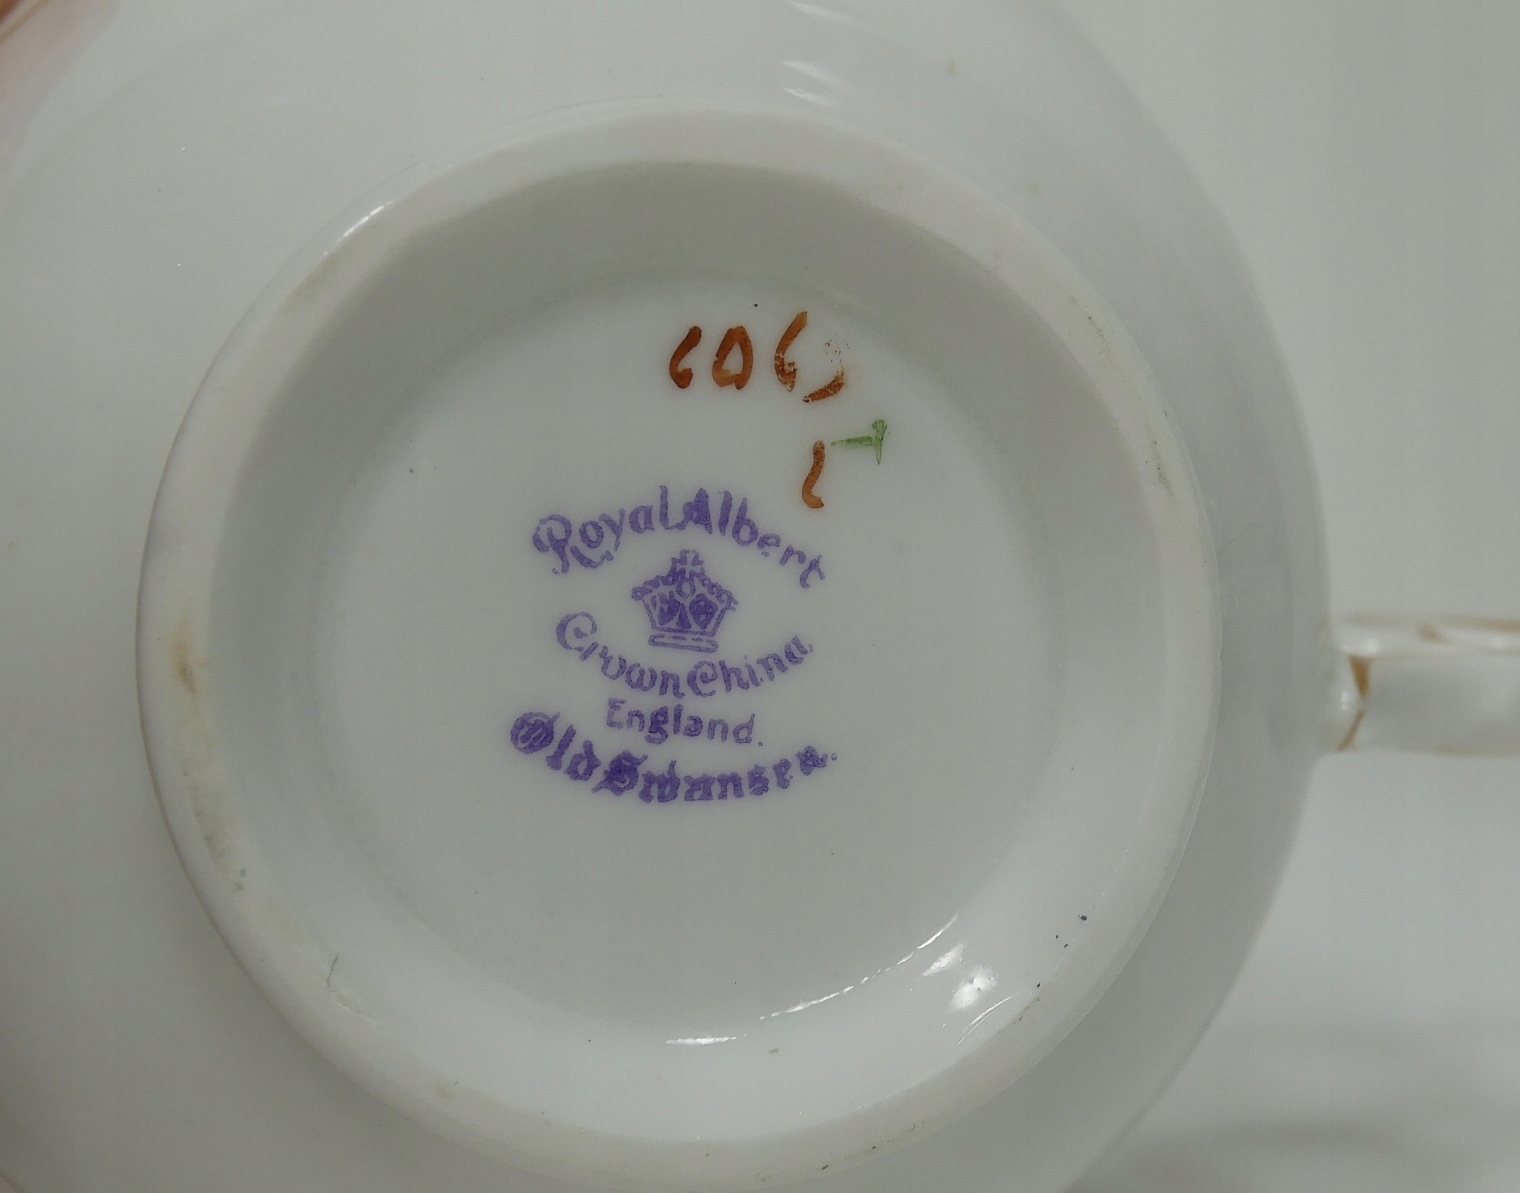 Royal Albert
Crown China
England.
Old Swansea.